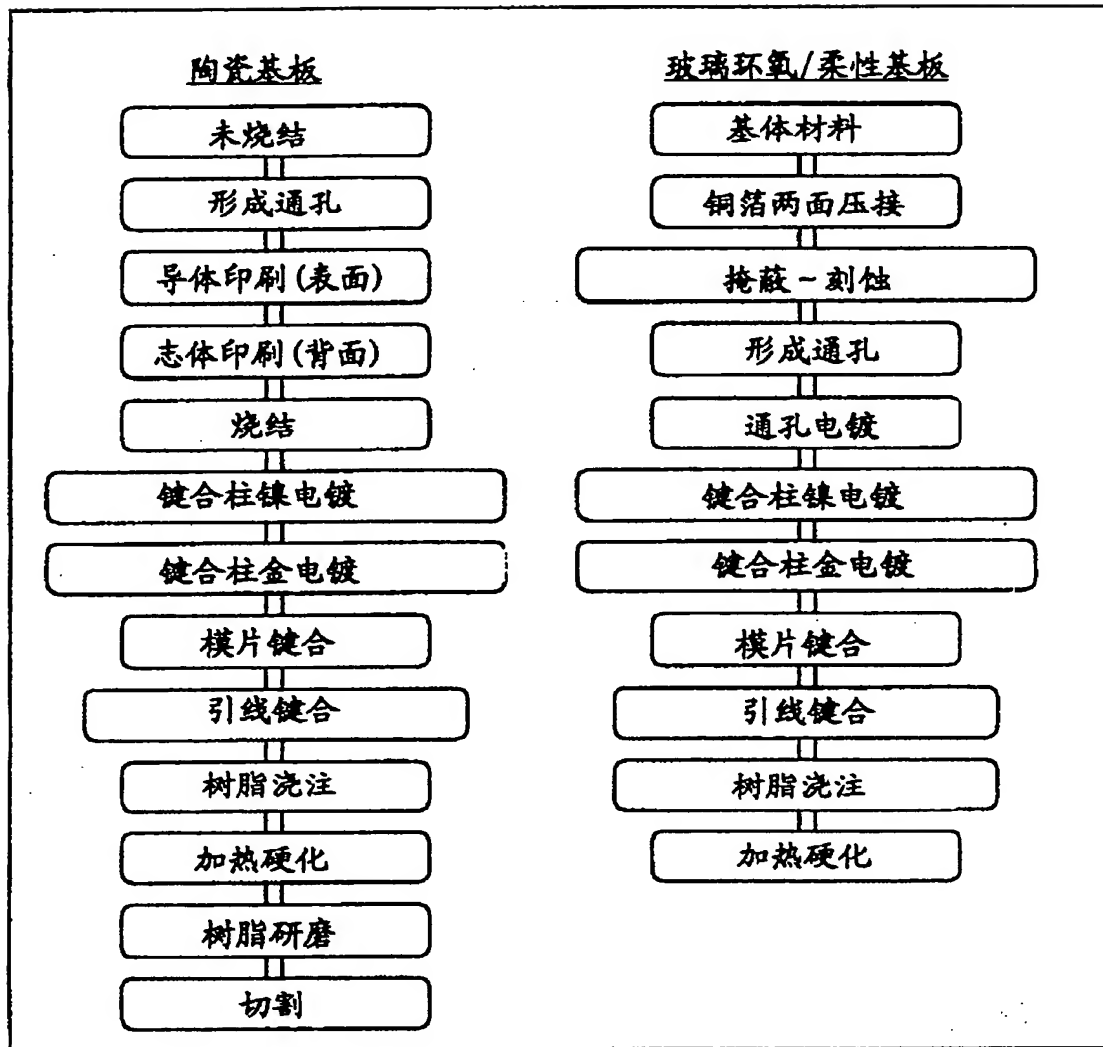 陶瓷基板
未烧结
形成通孔
导体印刷(表面)
志体印刷(背面)
烧结
键合柱镍电镀
键合柱金电镀
模片键合
引线键合
树脂浇注
加热硬化
树脂研磨
切割
玻璃环氧/柔性基板
基体材料
铜箔两面压接
掩蔽~刻蚀
形成通孔
通孔电镀
键合柱镍电镀
键合柱金电镀
模片键合
引线键合
树脂浇注
加热硬化